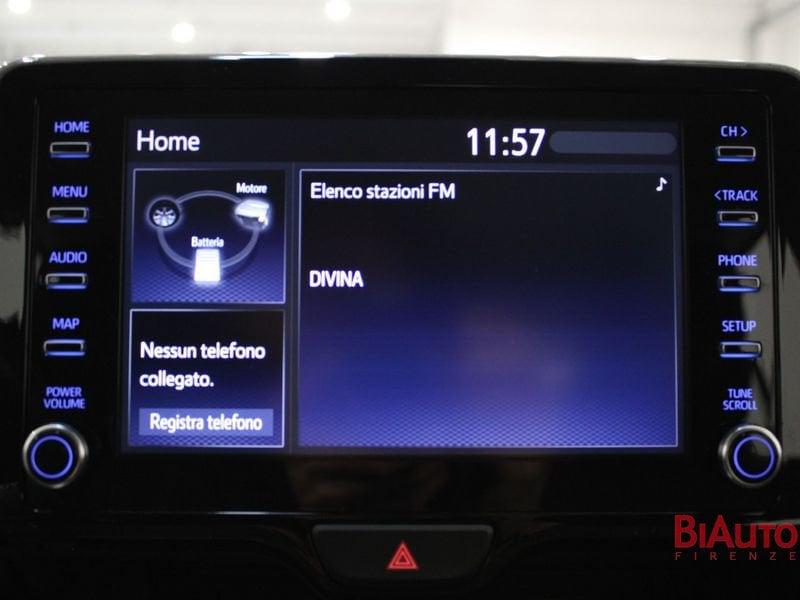 HOME
MENU
AUDIO
MAP
POWER
VOLUME
Home
11:57
Motore
Batteria
Nessun telefono
collegato.
Registra telefono
Elenco stazioni FM
DIVINA
CH >
< TRACK
PHONE
SETUP
TUNE
SCROLL
BIAUTO
FIRENZE